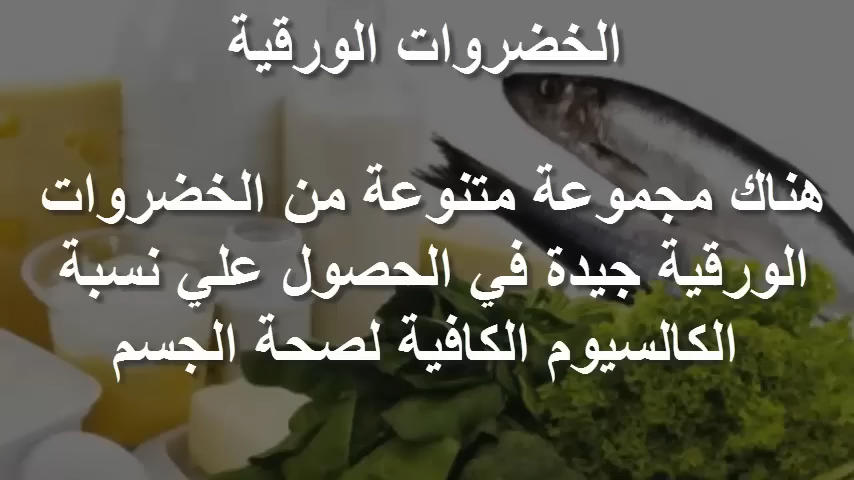 الخضروات الورقية
هناك مجموعة متنوعة من الخضروات
الورقية جيدة في الحصول علي نسبة
الكالسيوم الكافية لصحة الجسم